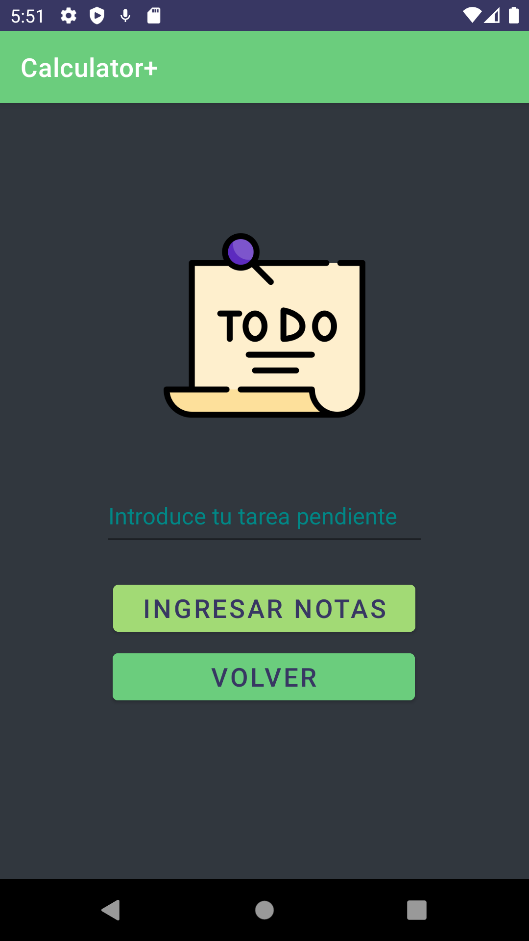 5:51
Calculator+
TO DO
Introduce tu tarea pendiente
INGRESAR NOTAS
VOLVER